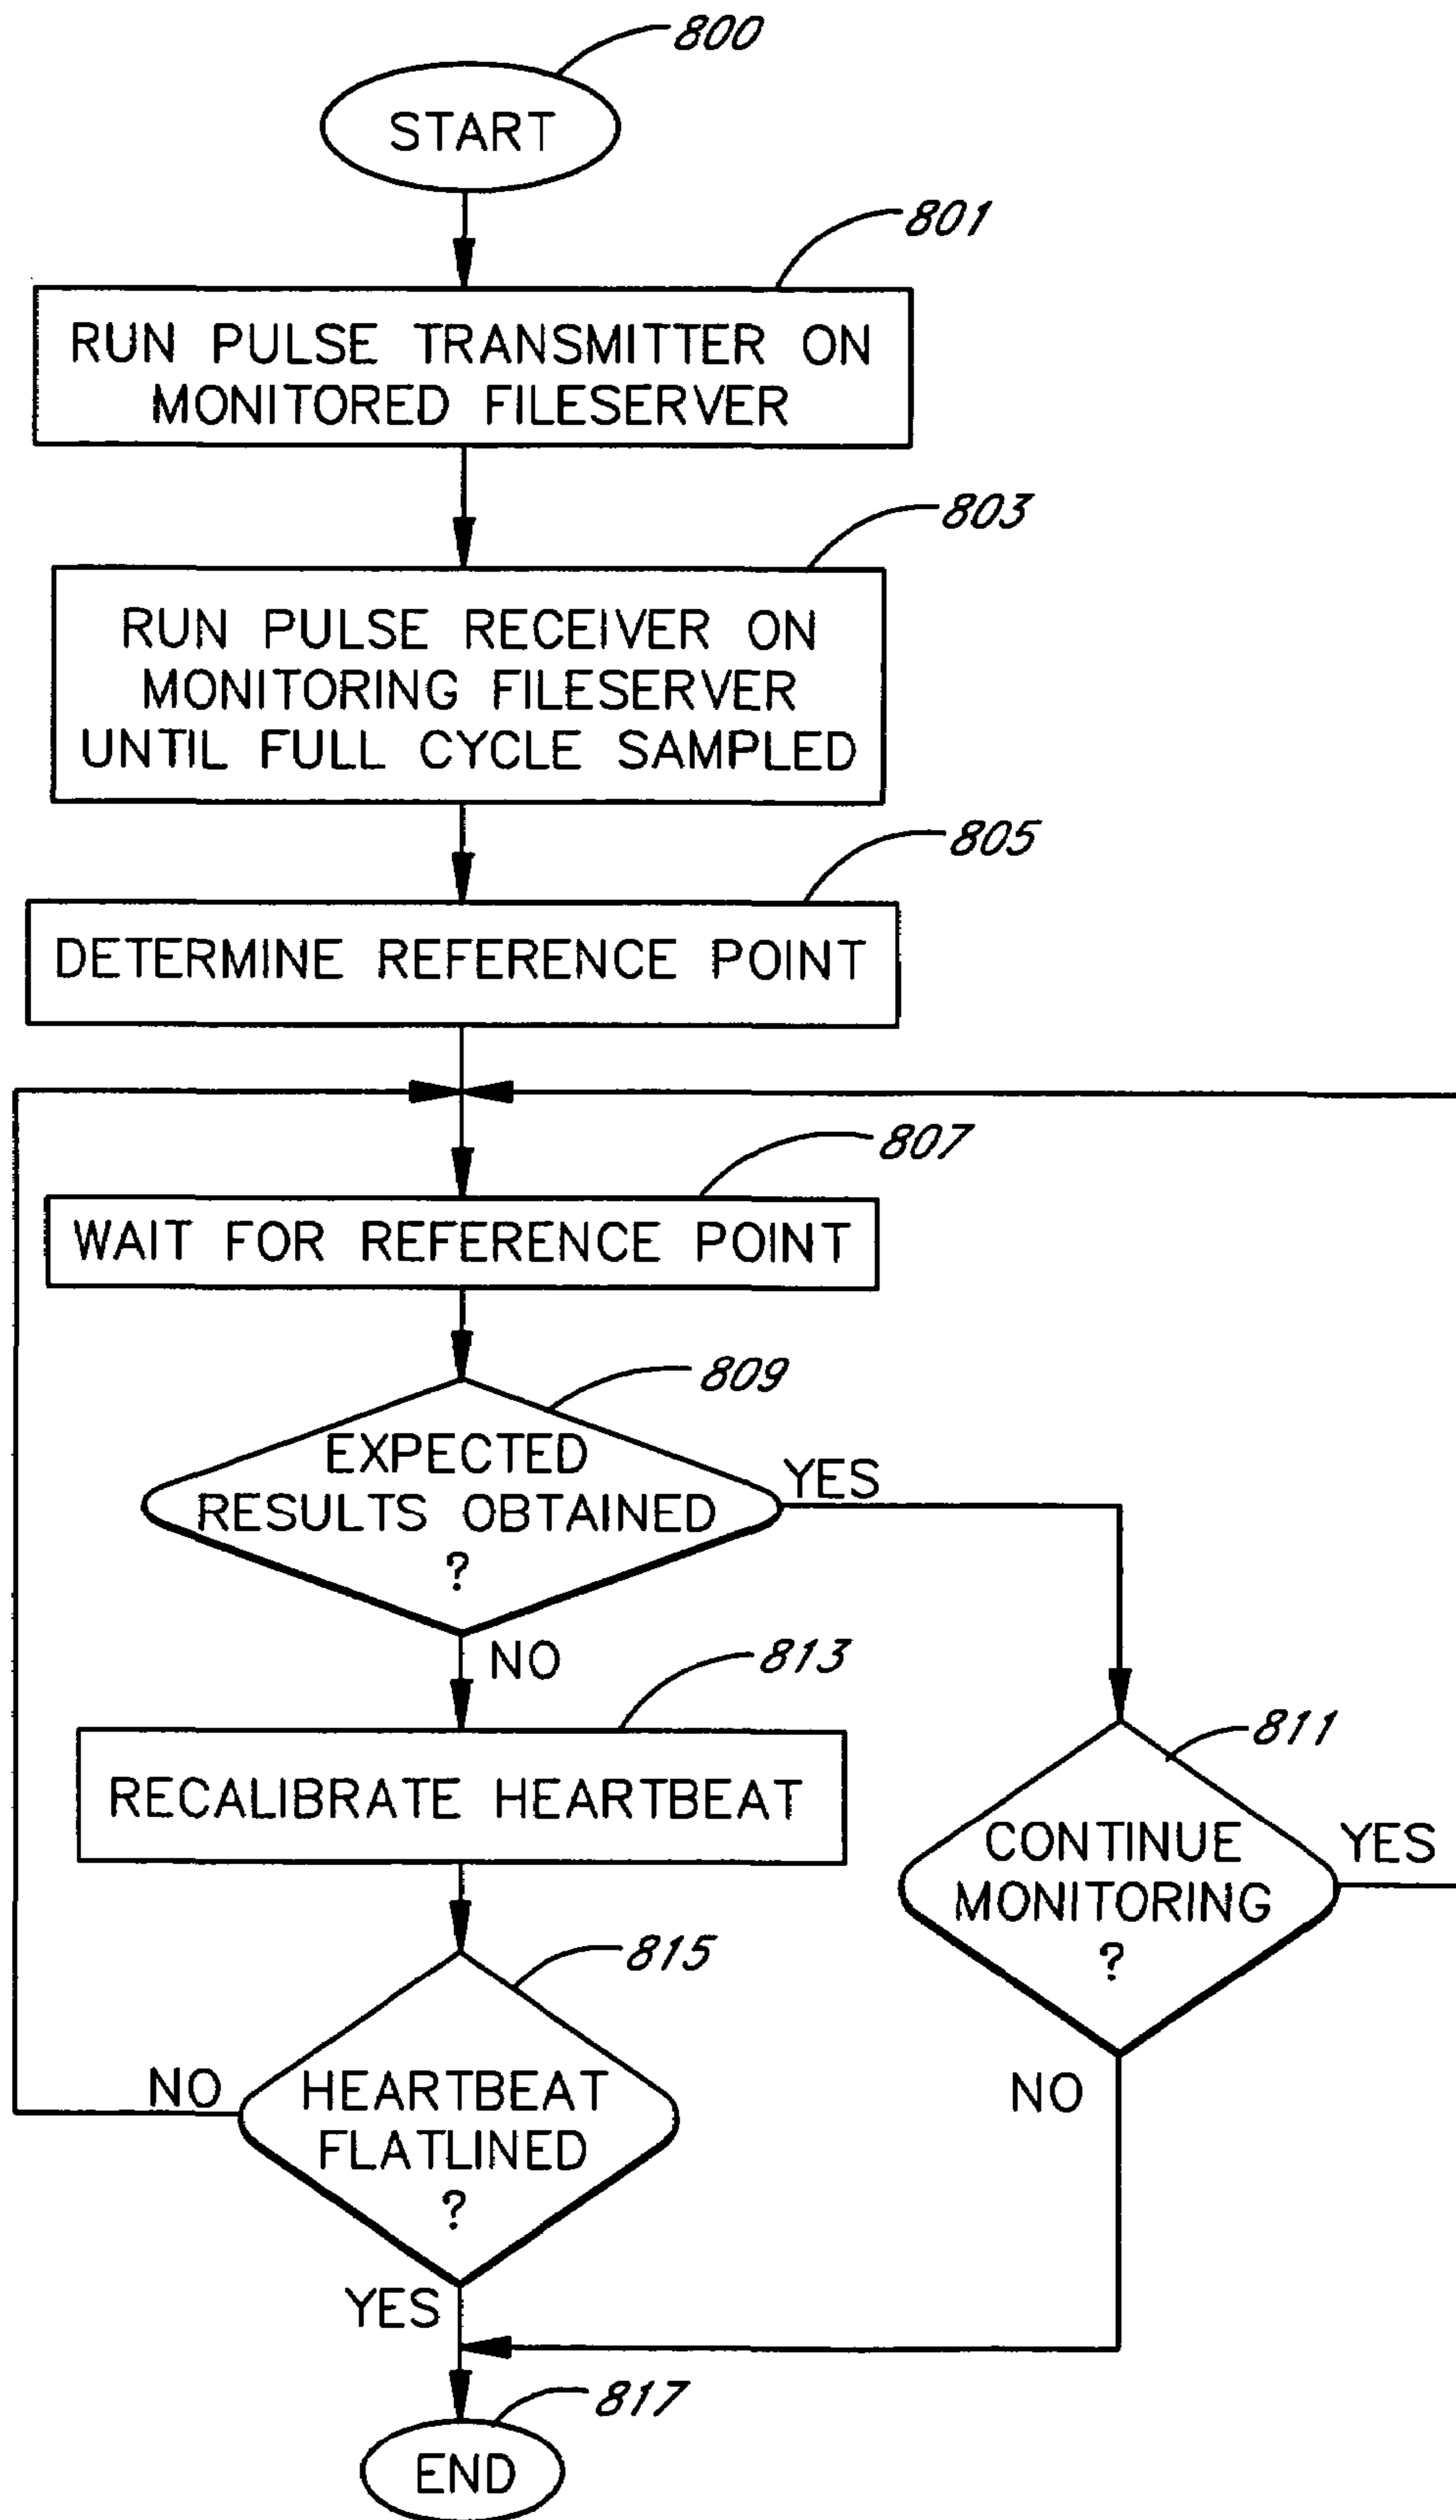 800
START
801
RUN PULSE TRANSMITTER ON
MONITORED FILESERVER
803
RUN PULSE RECEIVER ON
MONITORING FILESERVER
UNTIL FULL CYCLE SAMPLED
805
DETERMINE REFERENCE POINT
807
WAIT FOR REFERENCE POINT
809
EXPECTED
RESULTS OBTAINED
?
YES
NO
813
RECALIBRATE HEARTBEAT
811
CONTINUE
MONITORING
?
YES
NO
815
HEARTBEAT
FLATLINED
?
NO
YES
817
END